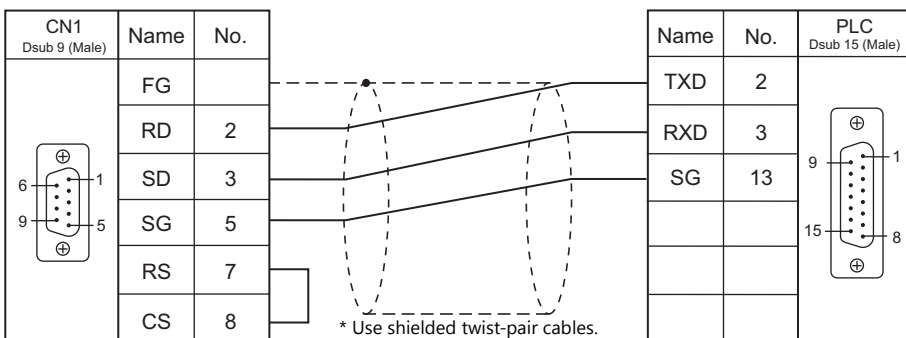 CN1
Dsub 9 (Male)
Name No.
FG
RD 2
SD 3
SG 5
RS 7
CS 8
6 1
9 5
* Use shielded twist-pair cables.
Name No.
TXD 2
RXD 3
SG 13
PLC
Dsub 15 (Male)
9 1
15 8